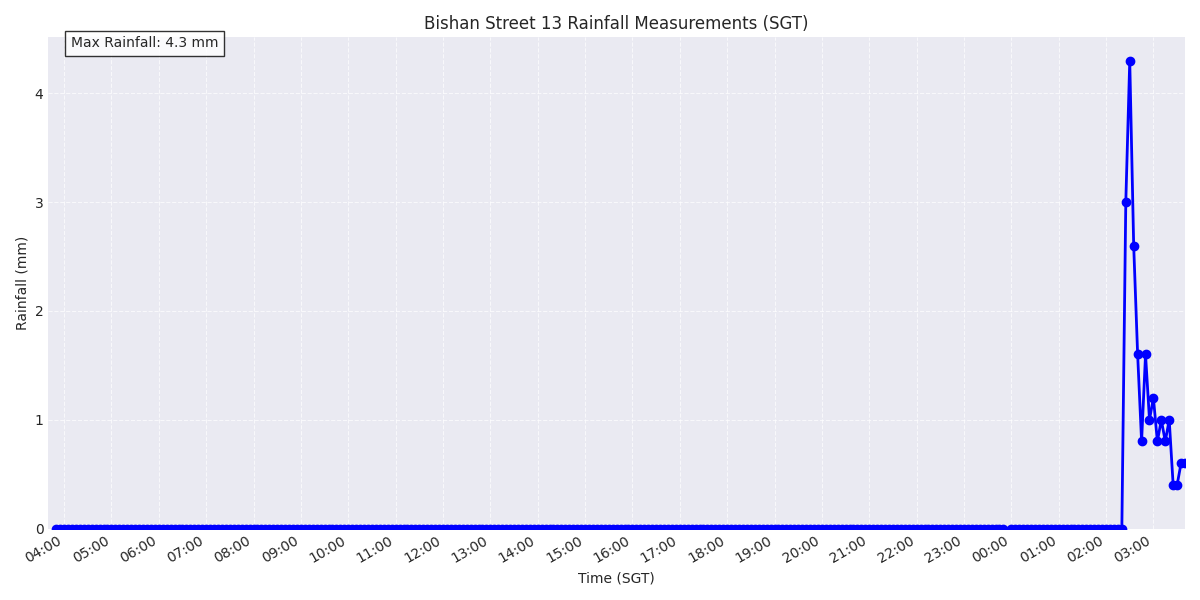 Bishan Street 13 Rainfall Measurements (SGT)
Max Rainfall: 4.3 mm
Rainfall (mm)
4
3
2
1
0
04:00 05:00 06:00 07:00 08:00 09:00 10:00 11:00 12:00 13:00 14:00 15:00 16:00 17:00 18:00 19:00 20:00 21:00 22:00 23:00 00:00 01:00 02:00 03:00
Time (SGT)